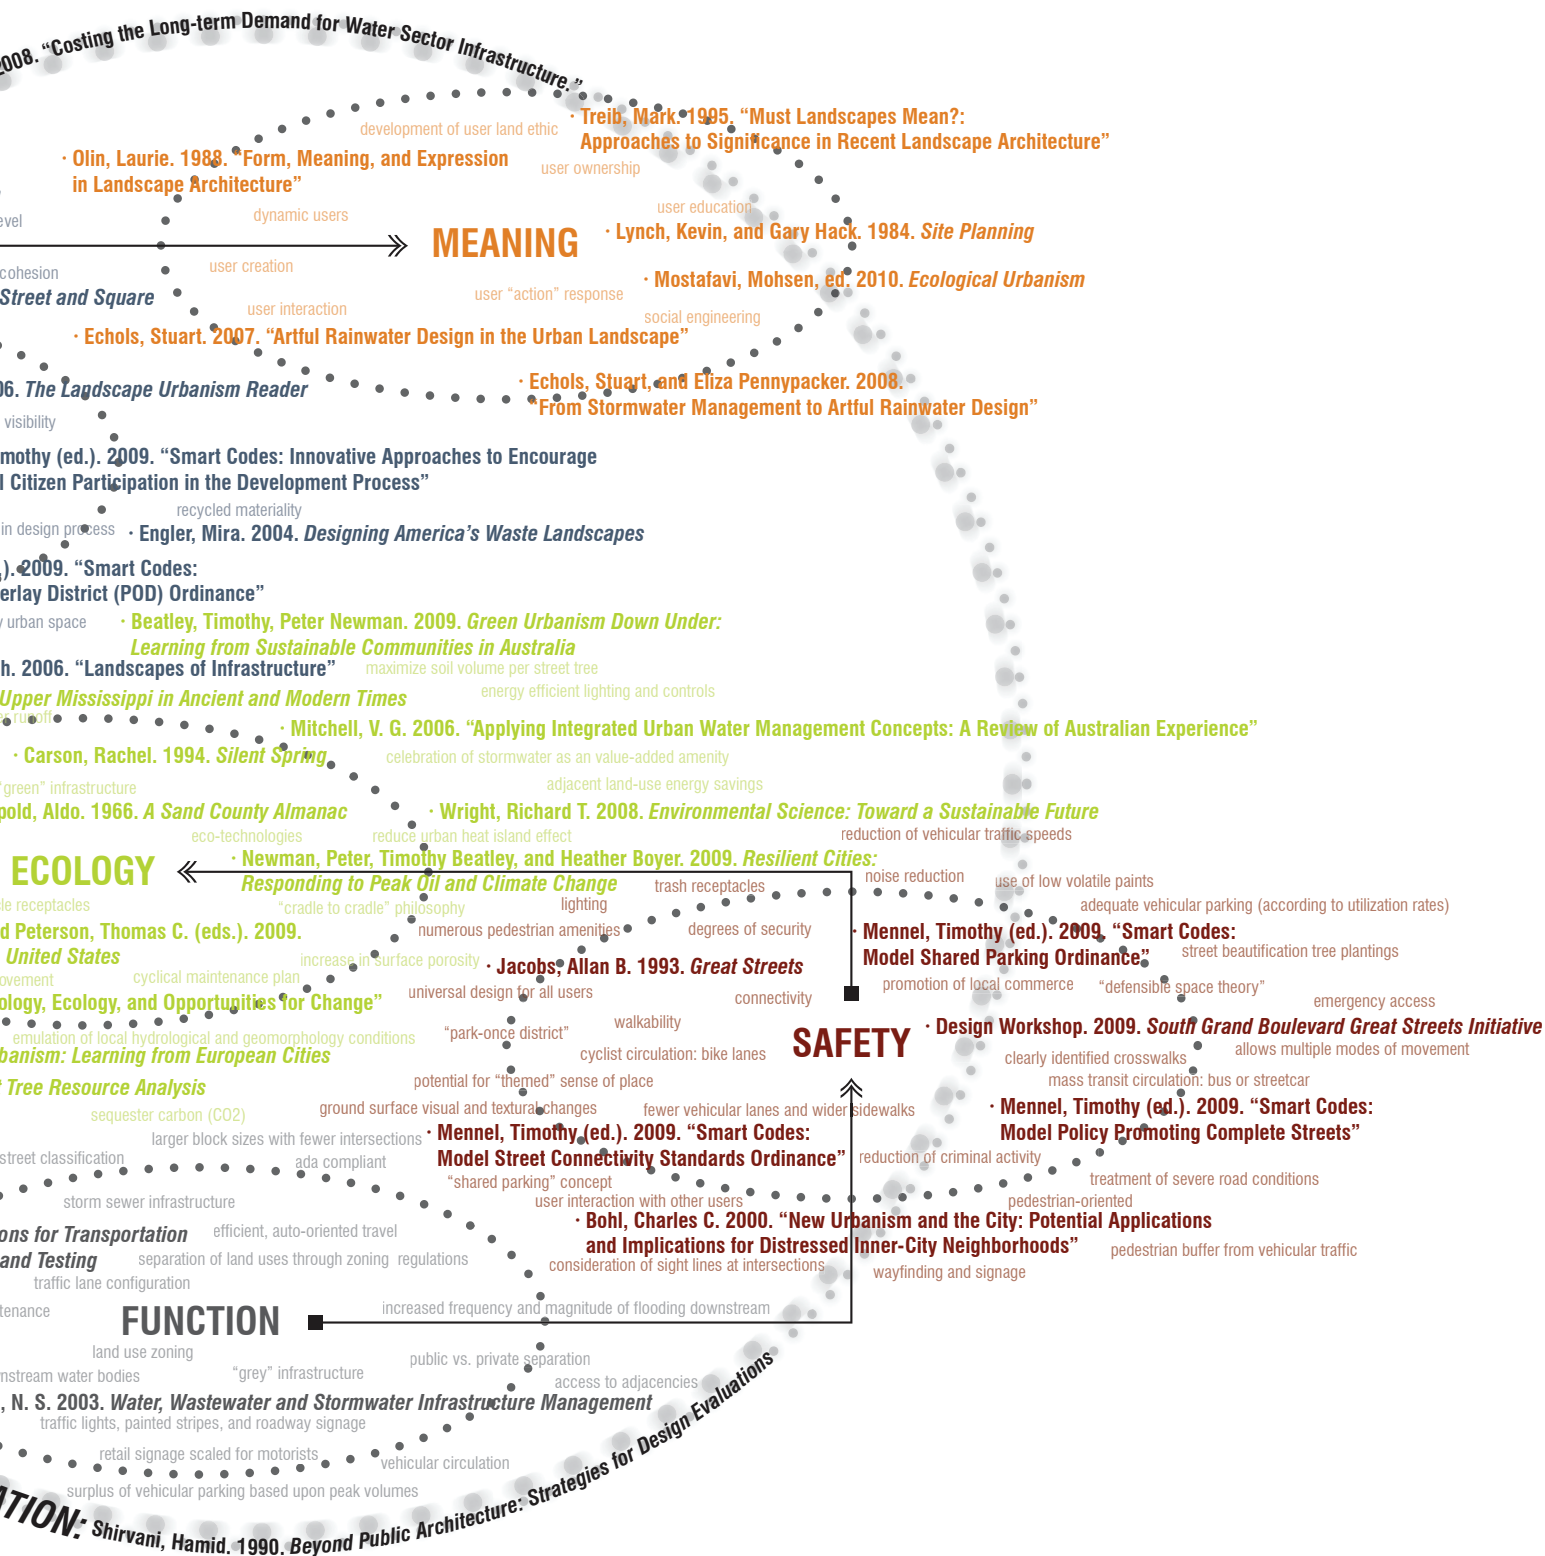 2008. “Costing the Long-term Demand for Water Sector Infrastructure.”
development of user land ethic
· Treib, Mark. 1995. “Must Landscapes Mean?:
Approaches to Significance in Recent Landscape Architecture”
· Olin, Laurie. 1988. “Form, Meaning, and Expression
in Landscape Architecture”
user ownership
evel
dynamic users
user education
MEANING
· Lynch, Kevin, and Gary Hack. 1984. Site Planning
cohesion
user creation
· Mostafavi, Mohsen, ed. 2010. Ecological Urbanism
Street and Square
user “action” response
user interaction
social engineering
· Echols, Stuart. 2007. “Artful Rainwater Design in the Urban Landscape”
06. The Landscape Urbanism Reader
· Echols, Stuart, and Eliza Pennypacker. 2008.
“From Stormwater Management to Artful Rainwater Design”
visibility
mothy (ed.). 2009. “Smart Codes: Innovative Approaches to Encourage
l Citizen Participation in the Development Process”
recycled materiality
in design process
· Engler, Mira. 2004. Designing America’s Waste Landscapes
.). 2009. “Smart Codes:
erlay District (POD) Ordinance”
y urban space
· Beatley, Timothy, Peter Newman. 2009. Green Urbanism Down Under:
Learning from Sustainable Communities in Australia
h. 2006. “Landscapes of Infrastructure”
maximize soil volume per street tree
Upper Mississippi in Ancient and Modern Times
energy efficient lighting and controls
er runoff
· Mitchell, V. G. 2006. “Applying Integrated Urban Water Management Concepts: A Review of Australian Experience”
· Carson, Rachel. 1994. Silent Spring
celebration of stormwater as an value-added amenity
“green” infrastructure
adjacent land-use energy savings
pold, Aldo. 1966. A Sand County Almanac
· Wright, Richard T. 2008. Environmental Science: Toward a Sustainable Future
eco-technologies
reduce urban heat island effect
reduction of vehicular traffic speeds
ECOLOGY
· Newman, Peter, Timothy Beatley, and Heather Boyer. 2009. Resilient Cities:
Responding to Peak Oil and Climate Change
trash receptacles
noise reduction
use of low volatile paints
cle receptacles
“cradle to cradle” philosophy
lighting
adequate vehicular parking (according to utilization rates)
d Peterson, Thomas C. (eds.). 2009.
United States
numerous pedestrian amenities
degrees of security
· Mennel, Timothy (ed.). 2009. “Smart Codes:
Model Shared Parking Ordinance”
street beautification tree plantings
increase in surface porosity
· Jacobs, Allan B. 1993. Great Streets
ovement
cyclical maintenance plan
promotion of local commerce
“defensible space theory”
universal design for all users
connectivity
emergency access
ology, Ecology, and Opportunities for Change”
walkability
“park-once district”
SAFETY
· Design Workshop. 2009. South Grand Boulevard Great Streets Initiative
emulation of local hydrological and geomorphology conditions
banism: Learning from European Cities
cyclist circulation: bike lanes
clearly identified crosswalks
allows multiple modes of movement
Tree Resource Analysis
potential for “themed” sense of place
mass transit circulation: bus or streetcar
sequester carbon (CO2)
ground surface visual and textural changes
fewer vehicular lanes and wider sidewalks
· Mennel, Timothy (ed.). 2009. “Smart Codes:
Model Policy Promoting Complete Streets”
larger block sizes with fewer intersections
· Mennel, Timothy (ed.). 2009. “Smart Codes:
Model Street Connectivity Standards Ordinance”
street classification
ada compliant
reduction of criminal activity
“shared parking” concept
treatment of severe road conditions
storm sewer infrastructure
user interaction with other users
pedestrian-oriented
ons for Transportation
and Testing
efficient, auto-oriented travel
· Bohl, Charles C. 2000. “New Urbanism and the City: Potential Applications
and Implications for Distressed Inner-City Neighborhoods”
pedestrian buffer from vehicular traffic
separation of land uses through zoning regulations
consideration of sight lines at intersections
wayfinding and signage
traffic lane configuration
tenance
FUNCTION
increased frequency and magnitude of flooding downstream
land use zoning
public vs. private separation
nstream water bodies
“grey” infrastructure
access to adjacencies
, N. S. 2003. Water, Wastewater and Stormwater Infrastructure Management
traffic lights, painted stripes, and roadway signage
retail signage scaled for motorists
vehicular circulation
surplus of vehicular parking based upon peak volumes
ATION: Shirvani, Hamid. 1990. Beyond Public Architecture: Strategies for Design Evaluations